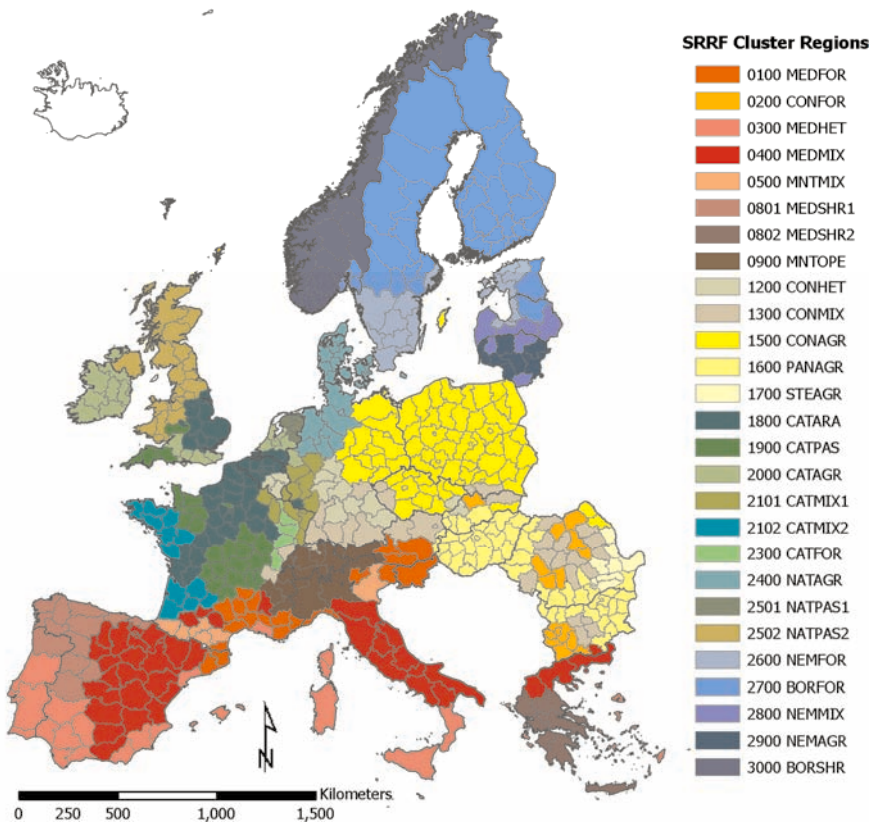 SRRF Cluster Regions
0100 MEDFOR
0200 CONFOR
0300 MEDHET
0400 MEDMIX
0500 MNTMIX
0801 MEDSHR1
0802 MEDSHR2
0900 MNTOPE
1200 CONHET
1300 CONMIX
1500 CONAGR
1600 PANAGR
1700 STEAGR
1800 CATARA
1900 CATPAS
2000 CATAGR
2101 CATMIX1
2102 CATMIX2
2300 CATFOR
2400 NATAGR
2501 NATPAS1
2502 NATPAS2
2600 NEMFOR
2700 BORFOR
2800 NEMMIX
2900 NEMAGR
3000 BORSHR
N
Kilometers
0 250 500 1,000 1,500